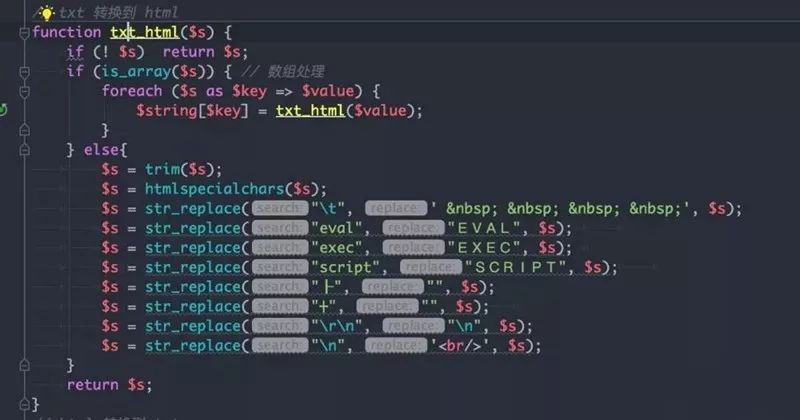 // txt 转换到 html
function txt_html($s) {
if (! $s) return $s;
if (is_array($s)) { // 数组处理
foreach ($s as $key => $value) {
$string[$key] = txt_html($value);
}
} else{
$s = trim($s);
$s = htmlspecialchars($s);
$s = str_replace( search: "\t", replace: ' &nbsp; &nbsp; &nbsp; &nbsp;', $s);
$s = str_replace( search: "eval", replace: "ＥＶＡＬ", $s);
$s = str_replace( search: "exec", replace: "ＥＸＥＣ", $s);
$s = str_replace( search: "script", replace: "ＳＣＲＩＰＴ", $s);
$s = str_replace( search: "├", replace: "", $s);
$s = str_replace( search: "┼", replace: "", $s);
$s = str_replace( search: "\r\n", replace: "\n", $s);
$s = str_replace( search: "\n", replace: '<br/>', $s);
}
return $s;
}